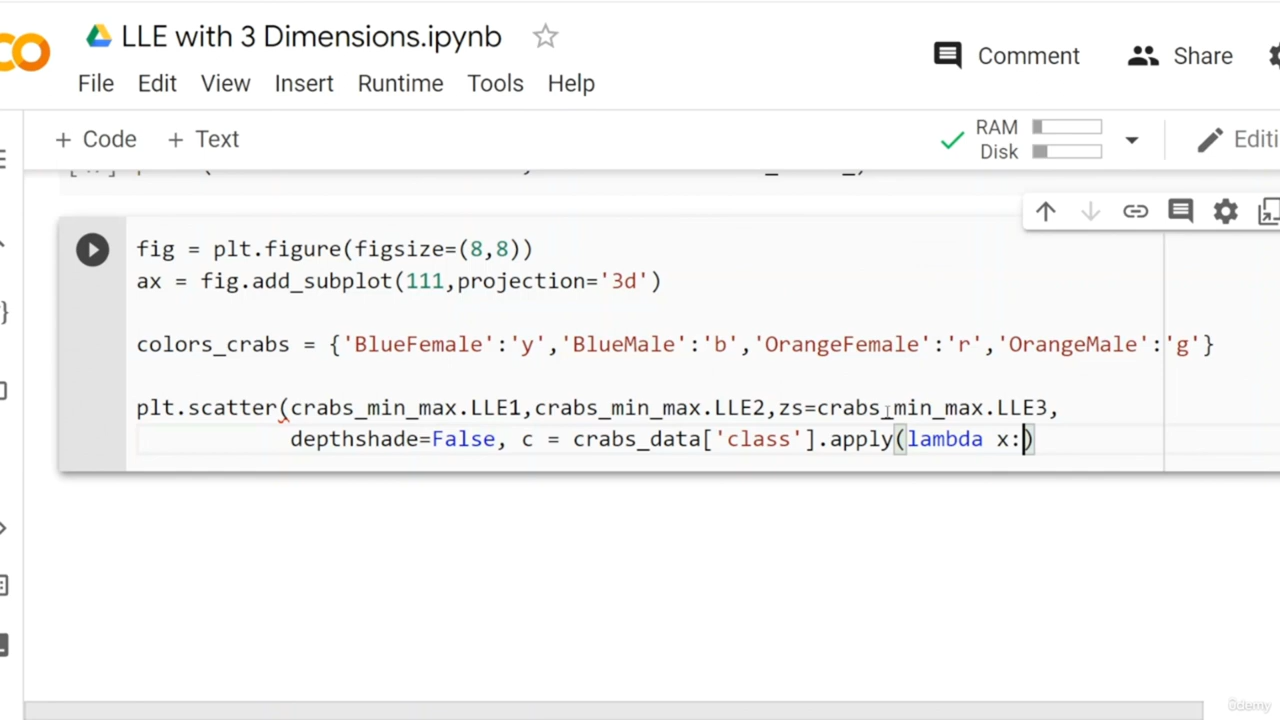 LLE with 3 Dimensions.ipynb
Comment
Share
File Edit View Insert Runtime Tools Help
+ Code + Text
RAM
Disk
Editi
fig = plt.figure(figsize=(8,8))
ax = fig.add_subplot(111,projection='3d')
colors_crabs = {'BlueFemale':'y','BlueMale':'b','OrangeFemale':'r','OrangeMale':'g'}
plt.scatter(crabs_min_max.LLE1,crabs_min_max.LLE2,zs=crabs_min_max.LLE3,
depthshade=False, c = crabs_data['class'].apply(lambda x:)
ûdemy